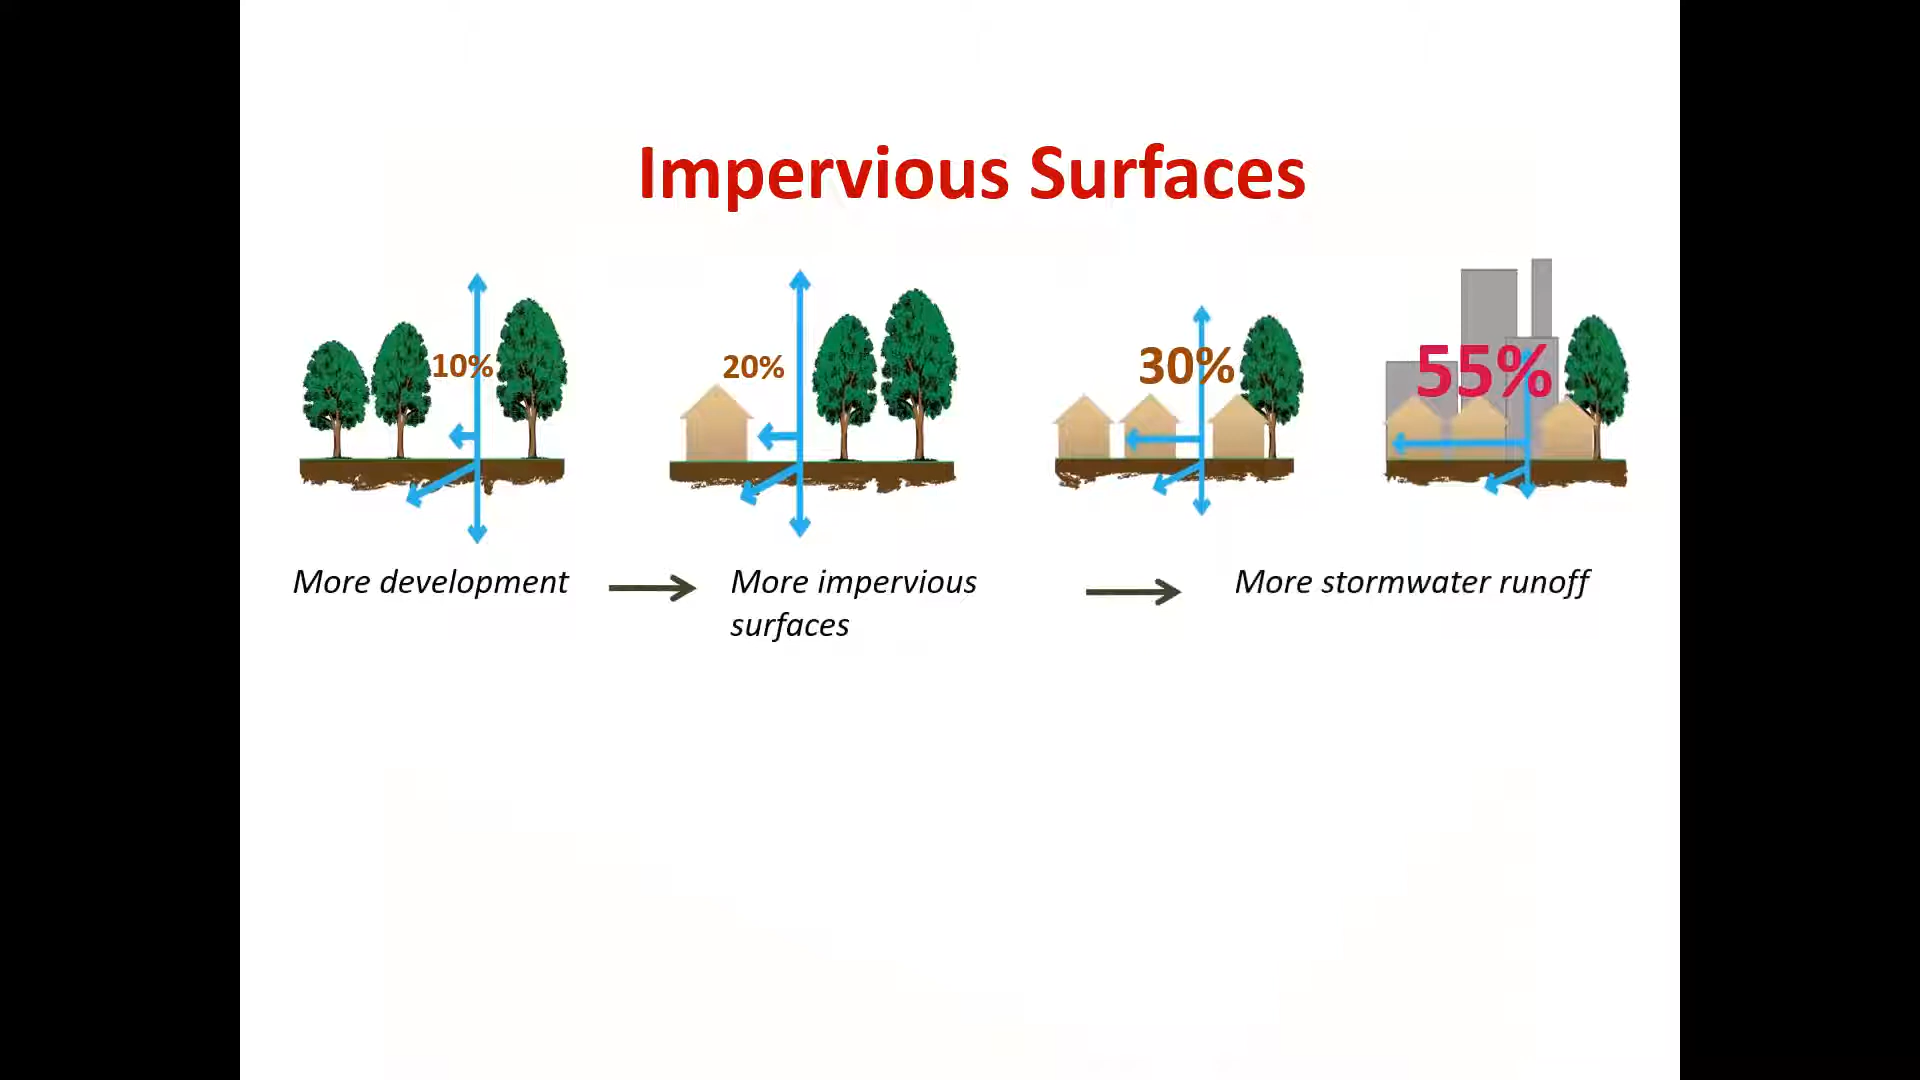 Impervious Surfaces
10%
20%
30%
55%
More development
More impervious
surfaces
More stormwater runoff